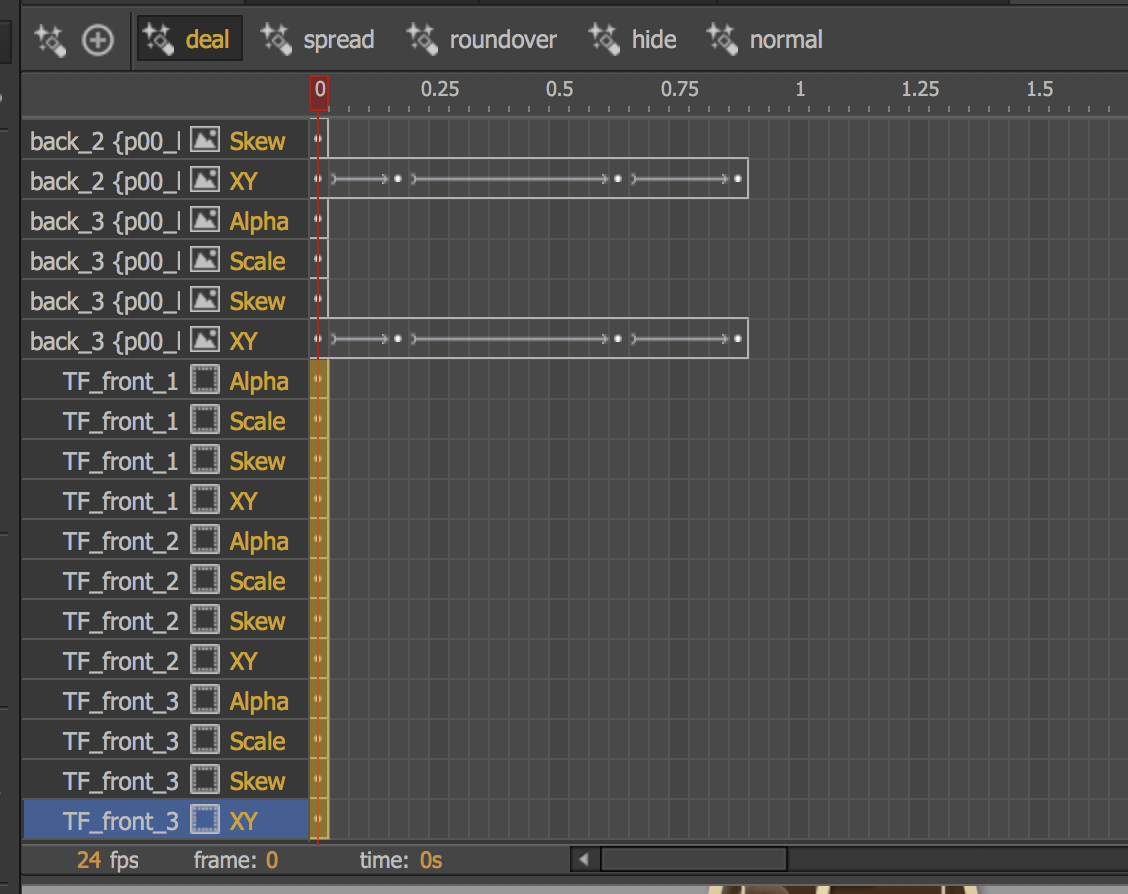 deal spread roundover hide normal
0 0.25 0.5 0.75 1 1.25 1.5
back_2 {p00_l Skew
back_2 {p00_l XY
back_3 {p00_l Alpha
back_3 {p00_l Scale
back_3 {p00_l Skew
back_3 {p00_l XY
TF_front_1 Alpha
TF_front_1 Scale
TF_front_1 Skew
TF_front_1 XY
TF_front_2 Alpha
TF_front_2 Scale
TF_front_2 Skew
TF_front_2 XY
TF_front_3 Alpha
TF_front_3 Scale
TF_front_3 Skew
TF_front_3 XY
24 fps frame: 0 time: 0s